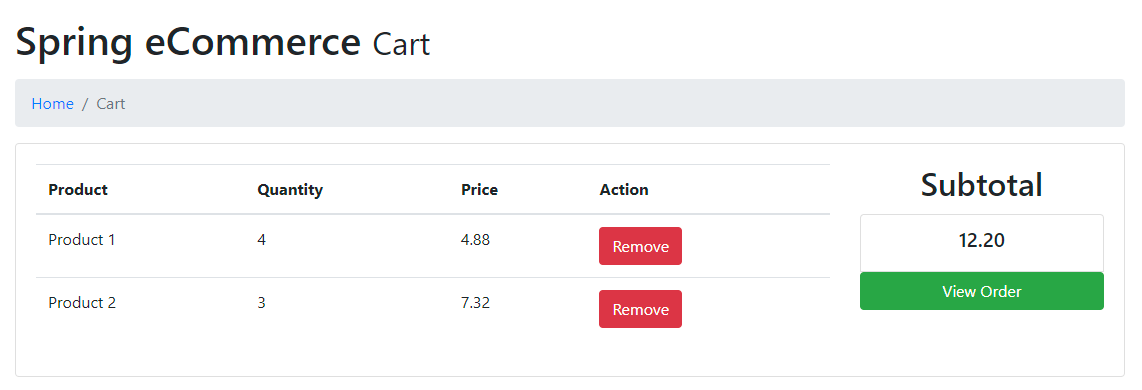 Spring eCommerce Cart
Home / Cart
Product Quantity Price Action
Product 1 4 4.88 Remove
Product 2 3 7.32 Remove
Subtotal
12.20
View Order